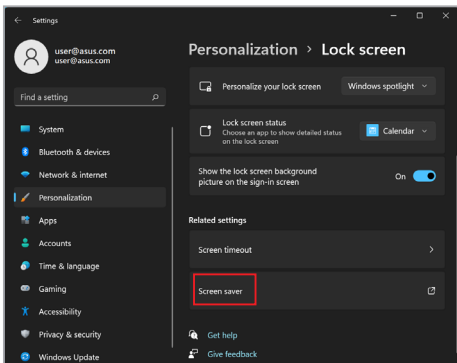 Settings
user@asus.com
user@asus.com
Find a setting
System
Bluetooth & devices
Network & internet
Personalization
Apps
Accounts
Time & language
Gaming
Accessibility
Privacy & security
Windows Update
Personalization > Lock screen
Personalize your lock screen
Windows spotlight
Lock screen status
Choose an app to show detailed status
on the lock screen
Calendar
Show the lock screen background
picture on the sign-in screen
On
Related settings
Screen timeout
Screen saver
Get help
Give feedback